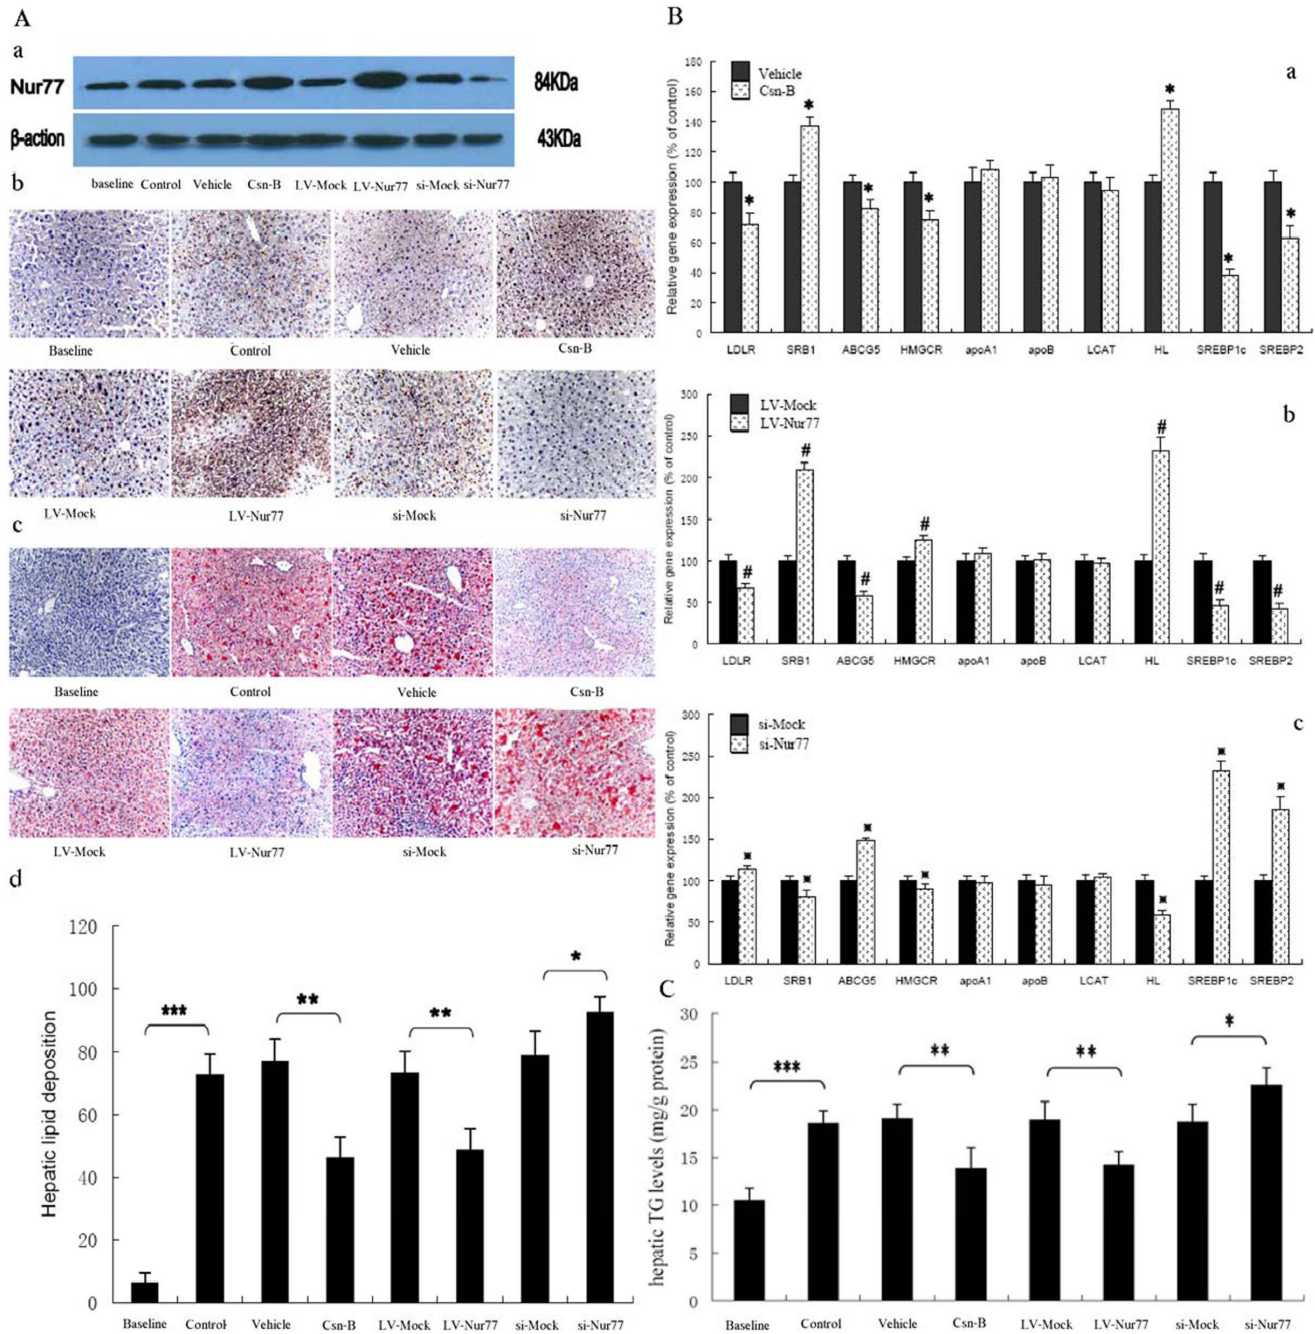 A
a
Nur77
84KDa
β-action
43KDa
baseline Control Vehicle Csn-B LV-Mock LV-Nur77 si-Mock si-Nur77
b
Baseline Control Vehicle Csn-B
LV-Mock LV-Nur77 si-Mock si-Nur77
c
Baseline Control Vehicle Csn-B
LV-Mock LV-Nur77 si-Mock si-Nur77
d
Hepatic lipid deposition
120
100
80
60
40
20
0
***
**
**
*
Baseline Control Vehicle Csn-B LV-Mock LV-Nur77 si-Mock si-Nur77
B
a
Relative gene expression (% of control)
180
160
140
120
100
80
60
40
20
0
Vehicle
Csn-B
* * * * * * *
LDLR SRB1 ABCG5 HMGCR apoA1 apoB LCAT HL SREBP1c SREBP2
b
Relative gene expression (% of control)
300
250
200
150
100
50
0
LV-Mock
LV-Nur77
# # # # # # #
LDLR SRB1 ABCG5 HMGCR apoA1 apoB LCAT HL SREBP1c SREBP2
c
Relative gene expression (% of control)
300
250
200
150
100
50
0
si-Mock
si-Nur77
¤ ¤ ¤ ¤ ¤ ¤ ¤
LDLR SRB1 ABCG5 HMGCR apoA1 apoB LCAT HL SREBP1c SREBP2
C
hepatic TG levels (mg/g protein)
30
25
20
15
10
5
0
***
**
**
*
Baseline Control Vehicle Csn-B LV-Mock LV-Nur77 si-Mock si-Nur77